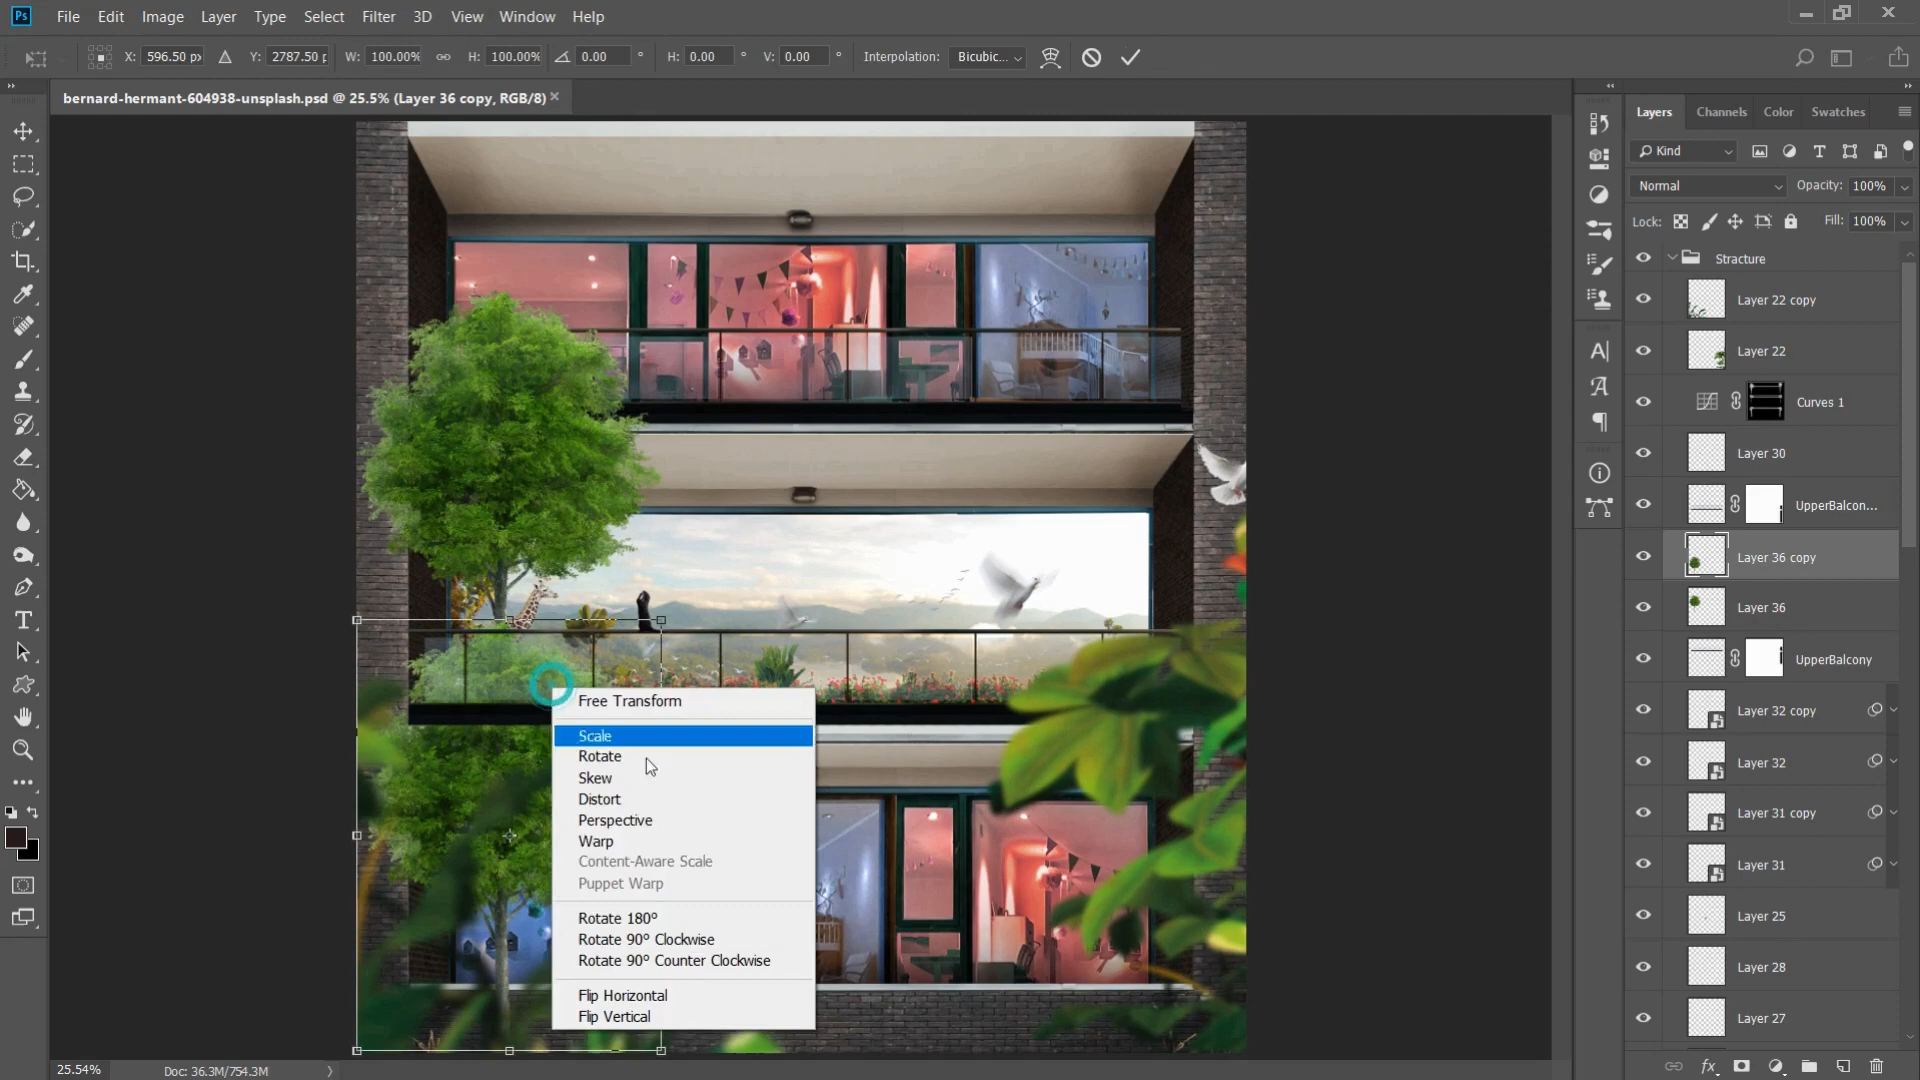 Ps File Edit Image Layer Type Select Filter 3D View Window Help
X: 596.50 px Y: 2787.50 W: 100.00% H: 100.00% 0.00 ° H: 0.00 ° V: 0.00 ° Interpolation: Bicubic...
bernard-hermant-604938-unsplash.psd @ 25.5% (Layer 36 copy, RGB/8)
Layers Channels Color Swatches
Kind
Normal Opacity: 100%
Lock: Fill: 100%
Stracture
Layer 22 copy
Layer 22
Curves 1
Layer 30
UpperBalcon...
Layer 36 copy
Layer 36
UpperBalcony
Layer 32 copy
Layer 32
Layer 31 copy
Layer 31
Layer 25
Layer 28
Layer 27
Free Transform
Scale
Rotate
Skew
Distort
Perspective
Warp
Content-Aware Scale
Puppet Warp
Rotate 180°
Rotate 90° Clockwise
Rotate 90° Counter Clockwise
Flip Horizontal
Flip Vertical
25.54% Doc: 36.3M/754.3M